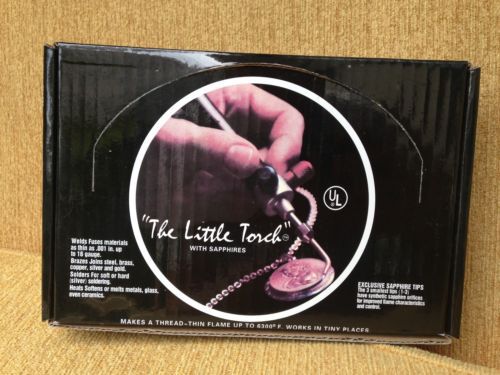 "The Little Torch"
WITH SAPPHIRES
UL
Welds Fuses materials
as thin as .001 in. up
to 16 gauge.
Brazes Joins steel, brass,
copper, silver and gold.
Solders For soft or hard
(silver) soldering.
Heats Softens or melts metals, glass,
even ceramics.
EXCLUSIVE SAPPHIRE TIPS
The 3 smallest tips (1-3)
have synthetic sapphire orifices
for improved flame characteristics
and control.
MAKES A THREAD-THIN FLAME UP TO 6300° F. WORKS IN TINY PLACES